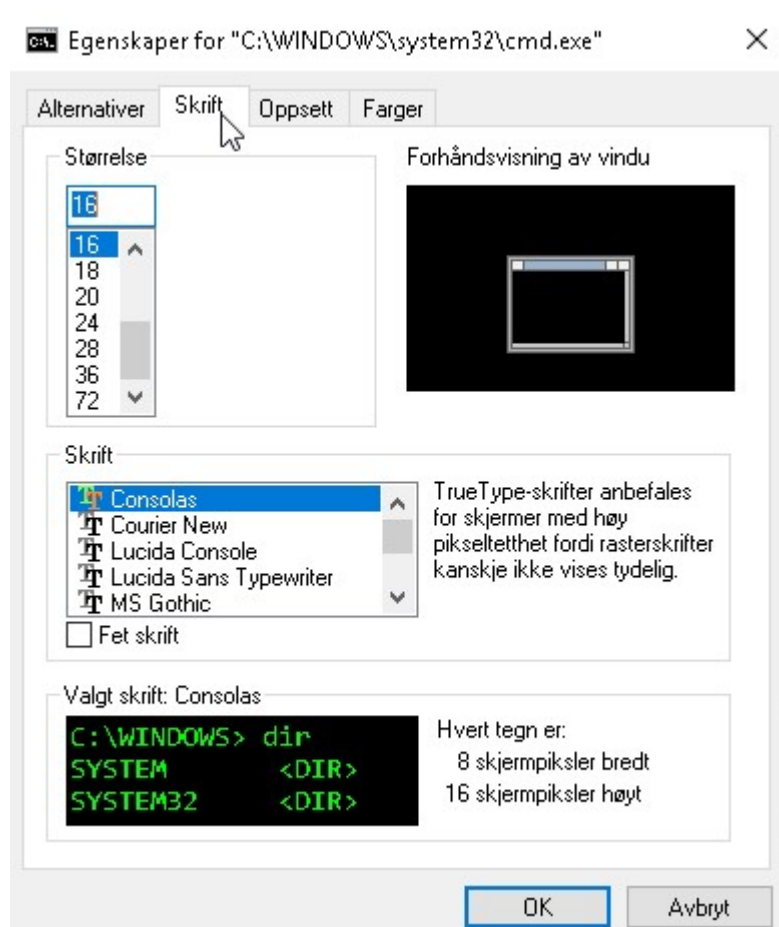 Egenskaper for "C:\WINDOWS\system32\cmd.exe"
Alternativer Skrift Oppsett Farger
Størrelse
16
16
18
20
24
28
36
72
Forhåndsvisning av vindu
Skrift
Consolas
Courier New
Lucida Console
Lucida Sans Typewriter
MS Gothic
Fet skrift
TrueType-skrifter anbefales
for skjermer med høy
pikseltetthet fordi rasterskrifter
kanskje ikke vises tydelig.
Valgt skrift: Consolas
C:\WINDOWS> dir
SYSTEM <DIR>
SYSTEM32 <DIR>
Hvert tegn er:
8 skjermpiksler bredt
16 skjermpiksler høyt
OK Avbryt